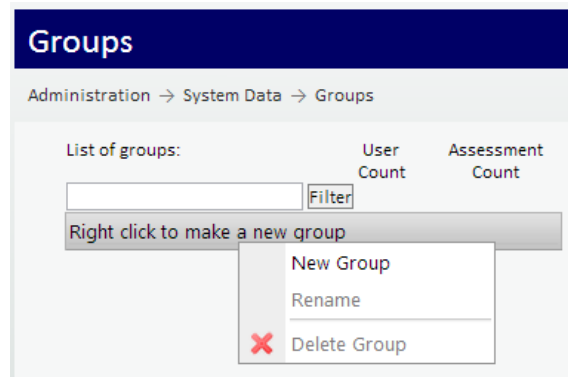 Groups
Administration → System Data → Groups
List of groups: User Count Assessment Count
Filter
Right click to make a new group
New Group
Rename
Delete Group